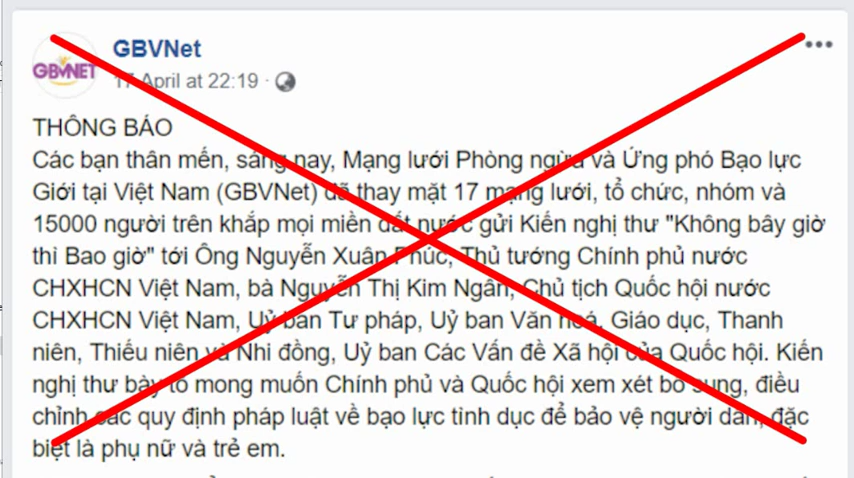 GBVNet
GBVNET
17 April at 22:19
THÔNG BÁO
Các bạn thân mến, sáng nay, Mạng lưới Phòng ngừa và Ứng phó Bạo lực
Giới tại Việt Nam (GBVNet) đã thay mặt 17 mạng lưới, tổ chức, nhóm và
15000 người trên khắp mọi miền đất nước gửi Kiến nghị thư "Không bây giờ
thì Bao giờ" tới Ông Nguyễn Xuân Phúc, Thủ tướng Chính phủ nước
CHXHCN Việt Nam, bà Nguyễn Thị Kim Ngân, Chủ tịch Quốc hội nước
CHXHCN Việt Nam, Uỷ ban Tư pháp, Uỷ ban Văn hoá, Giáo dục, Thanh
niên, Thiếu niên và Nhi đồng, Uỷ ban Các Vấn đề Xã hội của Quốc hội. Kiến
nghị thư bày tỏ mong muốn Chính phủ và Quốc hội xem xét bổ sung, điều
chỉnh các quy định pháp luật về bạo lực tình dục để bảo vệ người dân, đặc
biệt là phụ nữ và trẻ em.